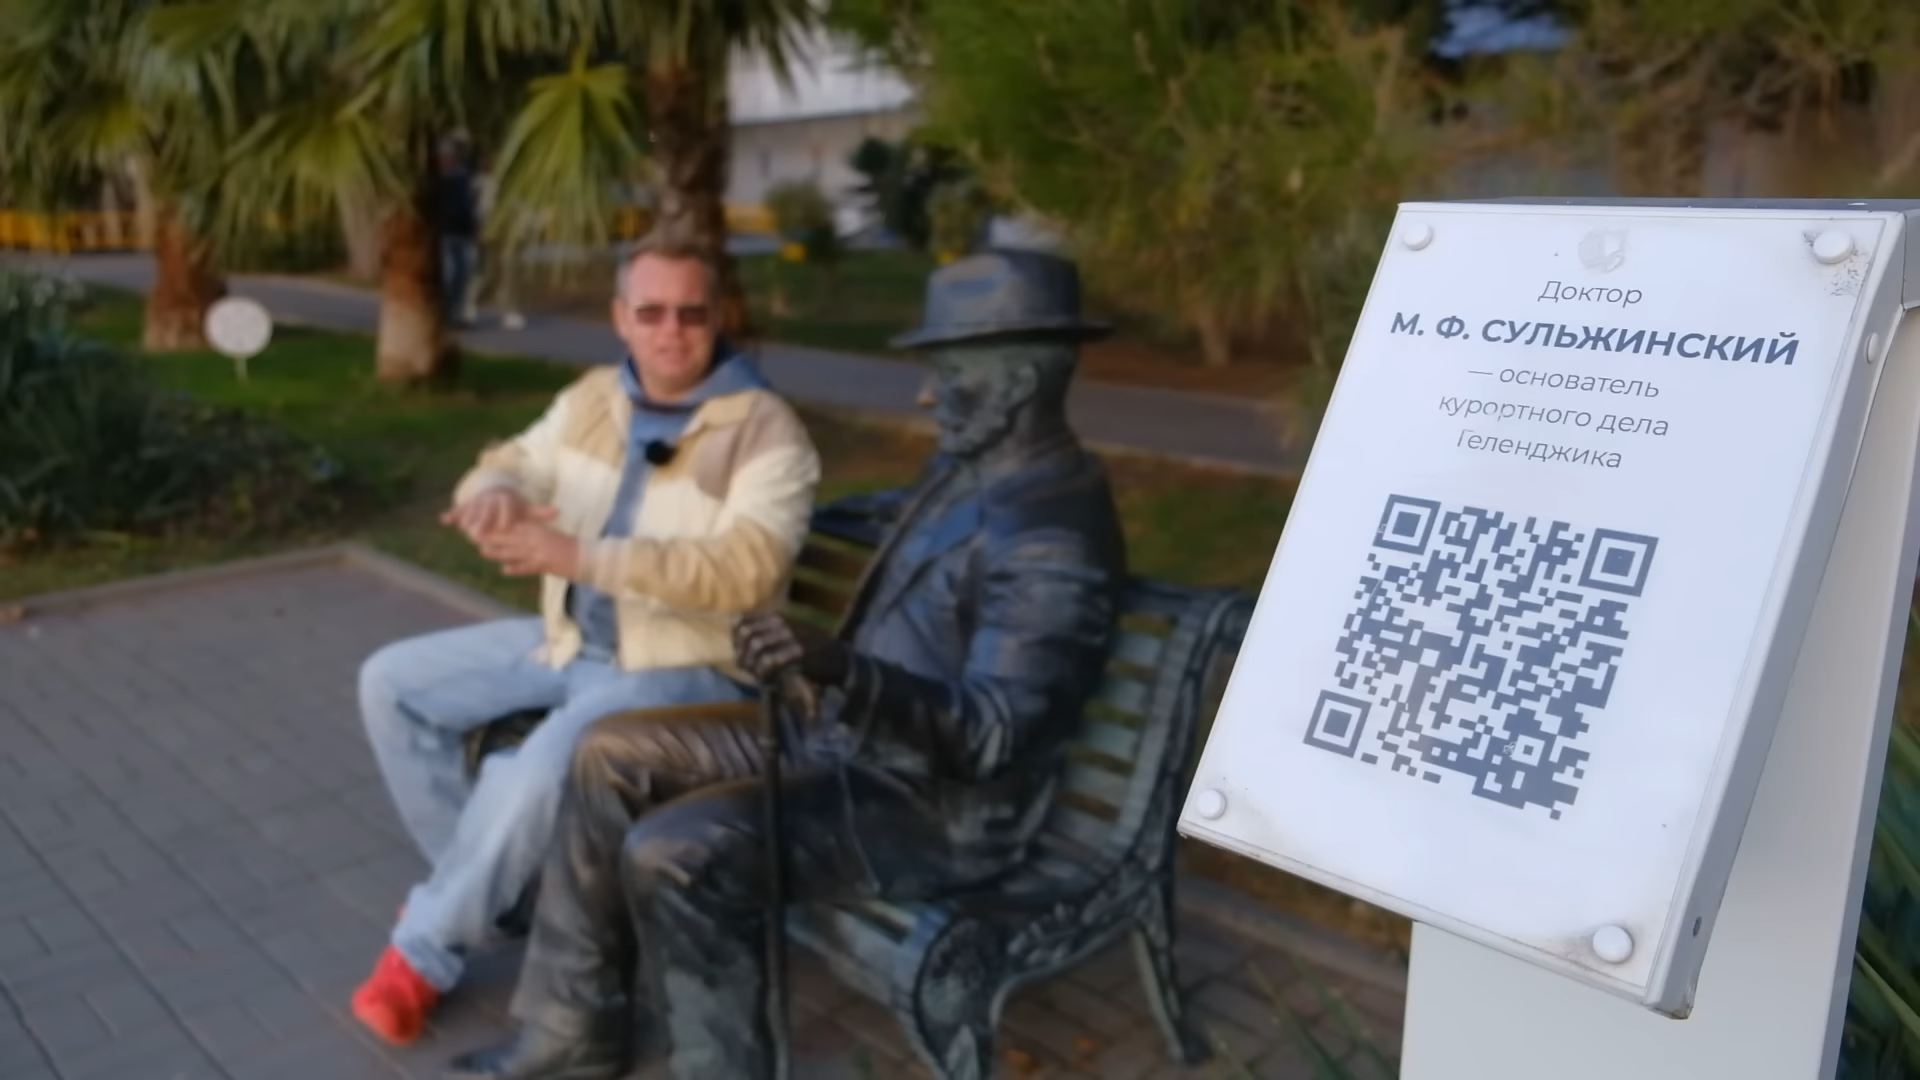 Доктор
М. Ф. СУЛЬЖИНСКИЙ
— основатель
курортного дела
Геленджика